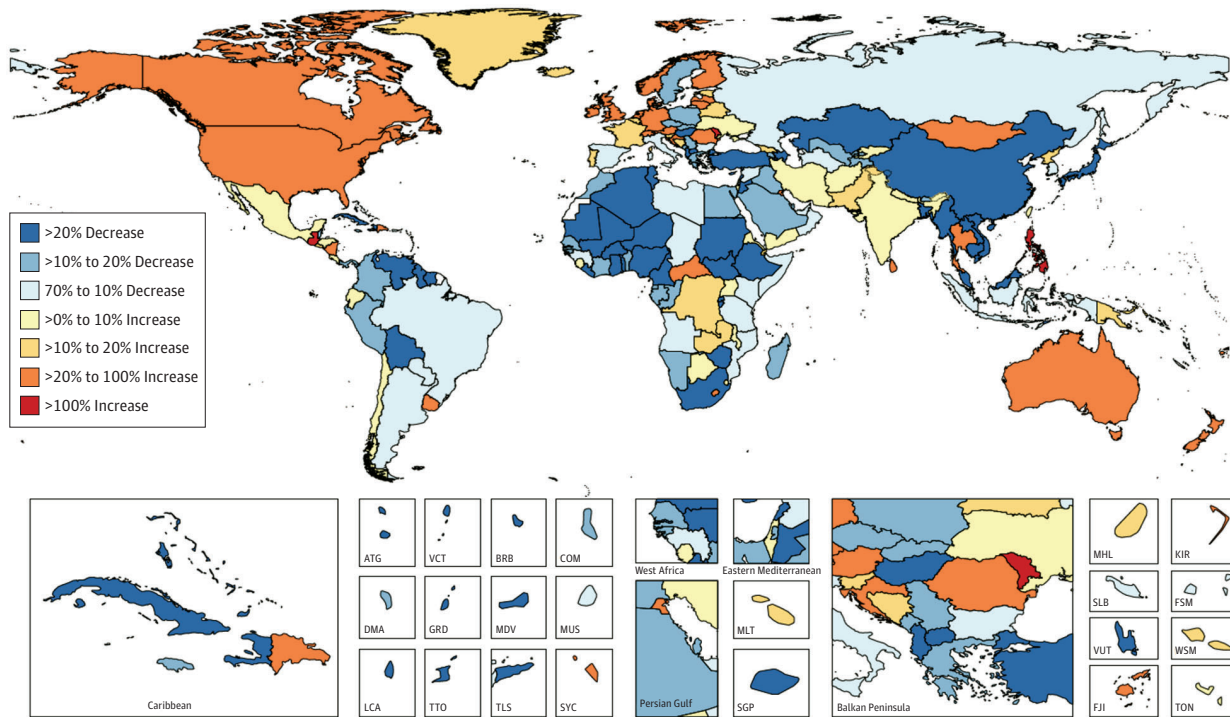 >20% Decrease
>10% to 20% Decrease
70% to 10% Decrease
>0% to 10% Increase
>10% to 20% Increase
>20% to 100% Increase
>100% Increase
Caribbean
ATG
VCT
BRB
COM
DMA
GRD
MDV
MUS
LCA
TTO
TLS
SYC
West Africa
Eastern Mediterranean
Persian Gulf
MLT
SGP
Balkan Peninsula
MHL
KIR
SLB
FSM
VUT
WSM
FJI
TON